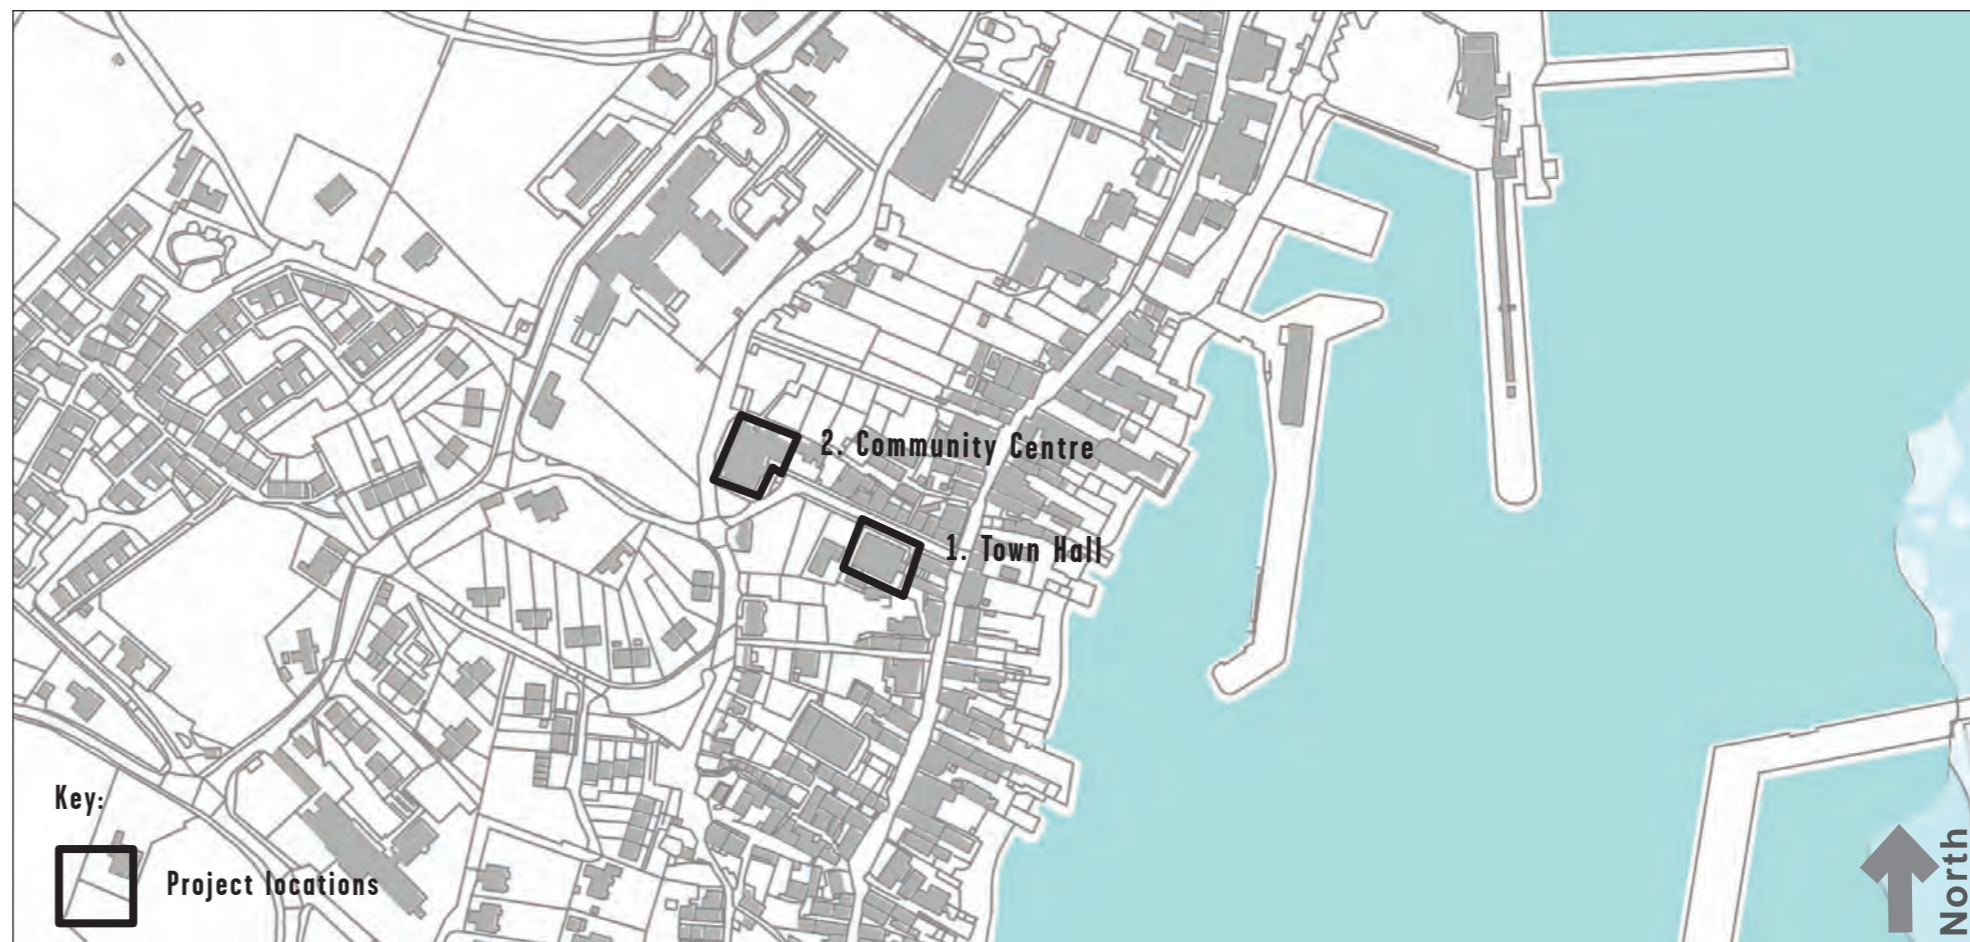 2. Community Centre
1. Town Hall
Key:
Project locations
North